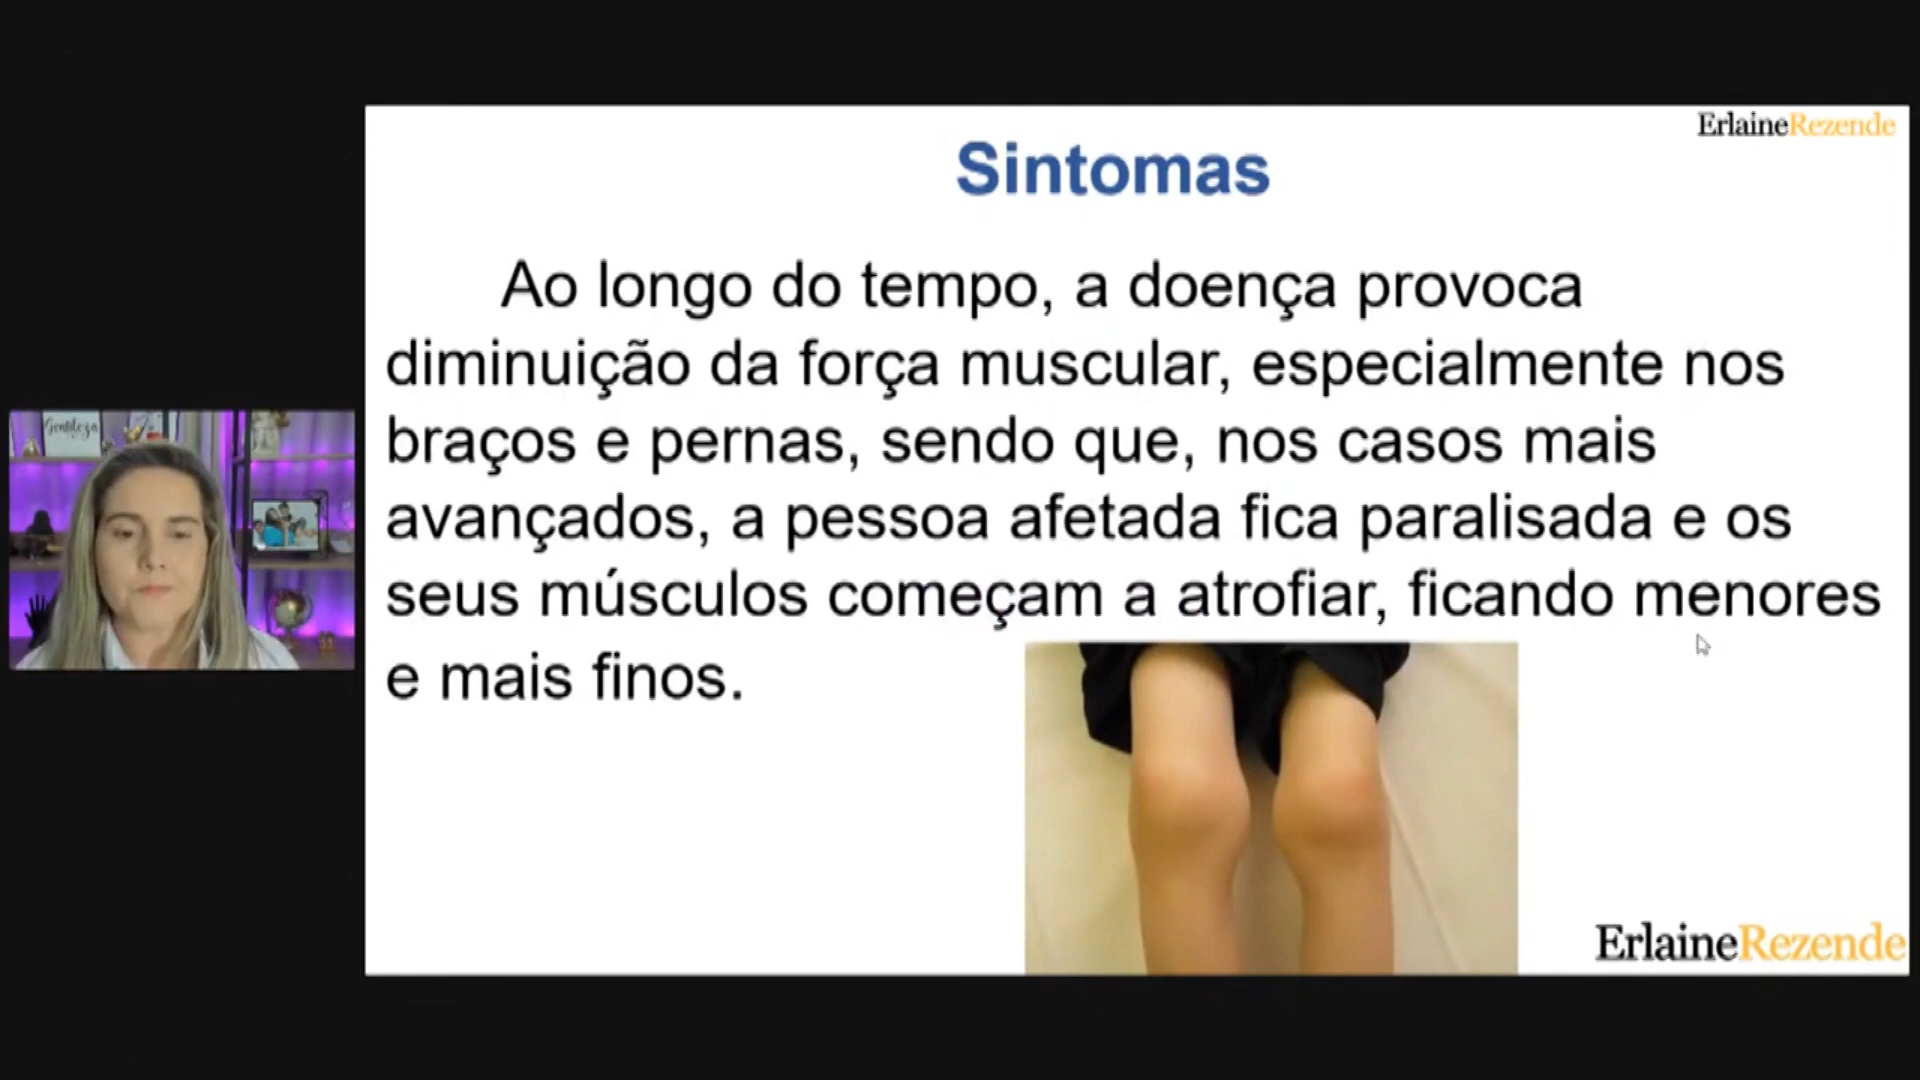 ErlaineRezende
Sintomas
Ao longo do tempo, a doença provoca
diminuição da força muscular, especialmente nos
braços e pernas, sendo que, nos casos mais
avançados, a pessoa afetada fica paralisada e os
seus músculos começam a atrofiar, ficando menores
e mais finos.
Gentileza
ErlaineRezende